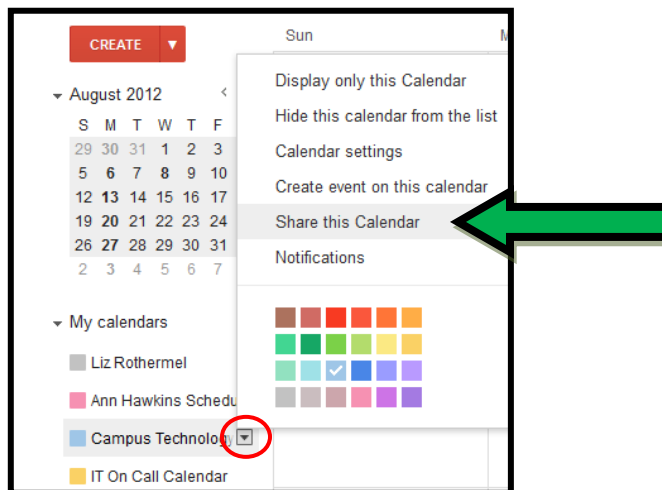 CREATE
Sun
August 2012 <
S M T W T F
29 30 31 1 2 3
5 6 7 8 9 10
12 13 14 15 16 17
19 20 21 22 23 24
26 27 28 29 30 31
2 3 4 5 6 7
Display only this Calendar
Hide this calendar from the list
Calendar settings
Create event on this calendar
Share this Calendar
Notifications
My calendars
Liz Rothermel
Ann Hawkins Schedu
Campus Technology
IT On Call Calendar